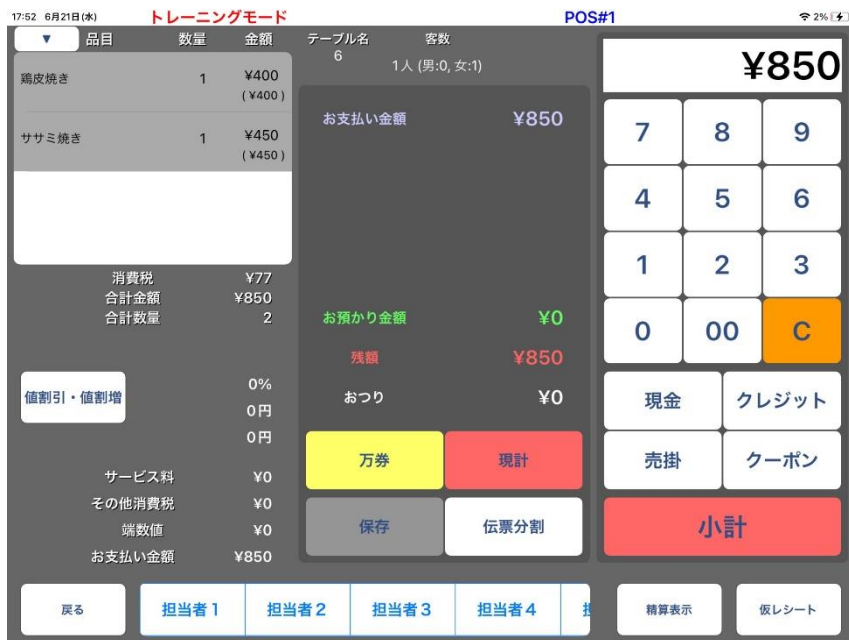 17:52 6月21日(水) トレーニングモード POS#1 2%
▼ 品目 数量 金額
鶏皮焼き 1 ¥400
(¥400)
ササミ焼き 1 ¥450
(¥450)
消費税 ¥77
合計金額 ¥850
合計数量 2
値割引・値割増 0%
0円
0円
サービス料 ¥0
その他消費税 ¥0
端数値 ¥0
お支払い金額 ¥850
テーブル名 客数
6 1人 (男:0, 女:1)
お支払い金額 ¥850
お預かり金額 ¥0
残額 ¥850
おつり ¥0
万券 現計
保存 伝票分割
¥850
7 8 9
4 5 6
1 2 3
0 00 C
現金 クレジット
売掛 クーポン
小計
戻る 担当者1 担当者2 担当者3 担当者4 精算表示 仮レシート